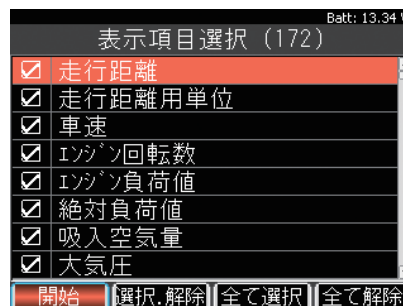 Batt: 13.34 V
表示項目選択 (172)
走行距離
走行距離用単位
車速
ｴﾝｼﾞﾝ回転数
ｴﾝｼﾞﾝ負荷値
絶対負荷値
吸入空気量
大気圧
開始 選択.解除 全て選択 全て解除